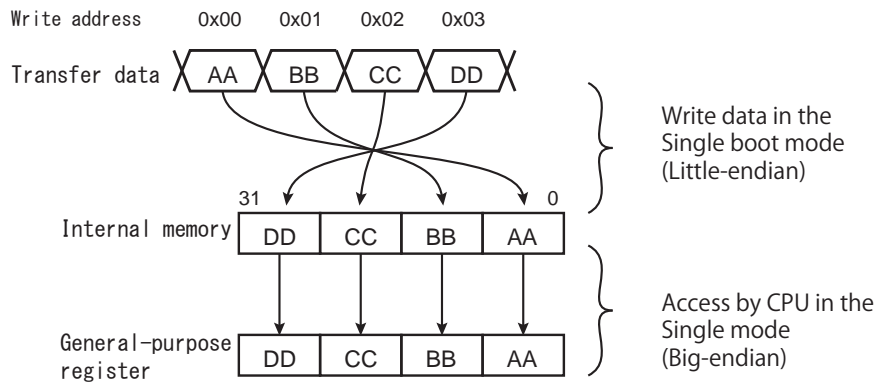 Write address 0x00 0x01 0x02 0x03
Transfer data AA BB CC DD
Write data in the
Single boot mode
(Little-endian)
31 0
Internal memory DD CC BB AA
Access by CPU in the
Single mode
(Big-endian)
General-purpose
register DD CC BB AA